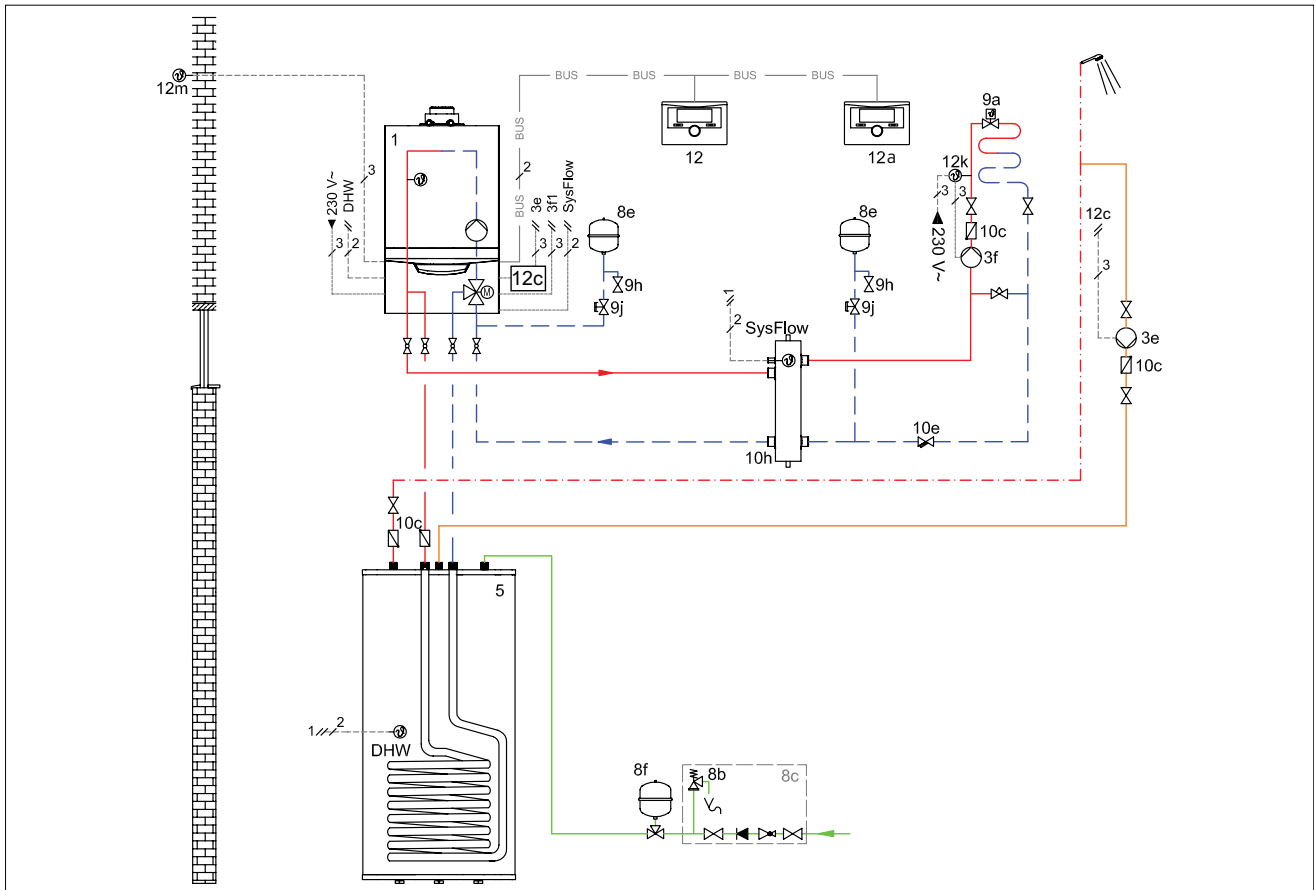 BUS BUS BUS BUS
12m
1
12
12a
9a
3
230 V~
DHW
3
2
BUS
2
BUS
3e
3f1
SysFlow
3
3
2
12c
M
8e
9h
9j
8e
9h
9j
12k
3
3
230 V~
10c
3f
12c
3
3e
10c
1
2
SysFlow
10h
10e
10c
5
1
2
DHW
8f
8b
8c